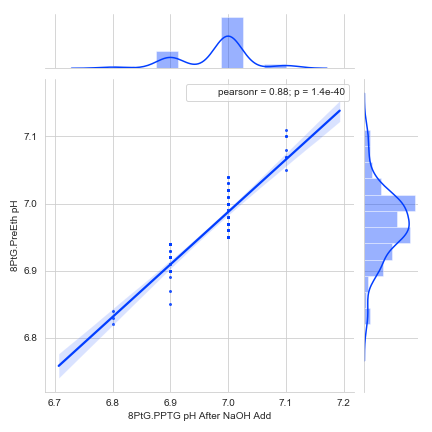 pearsonr = 0.88; p = 1.4e-40
7.1
7.0
6.9
6.8
8PtG.PreEth pH
6.7 6.8 6.9 7.0 7.1 7.2
8PtG.PPTG pH After NaOH Add